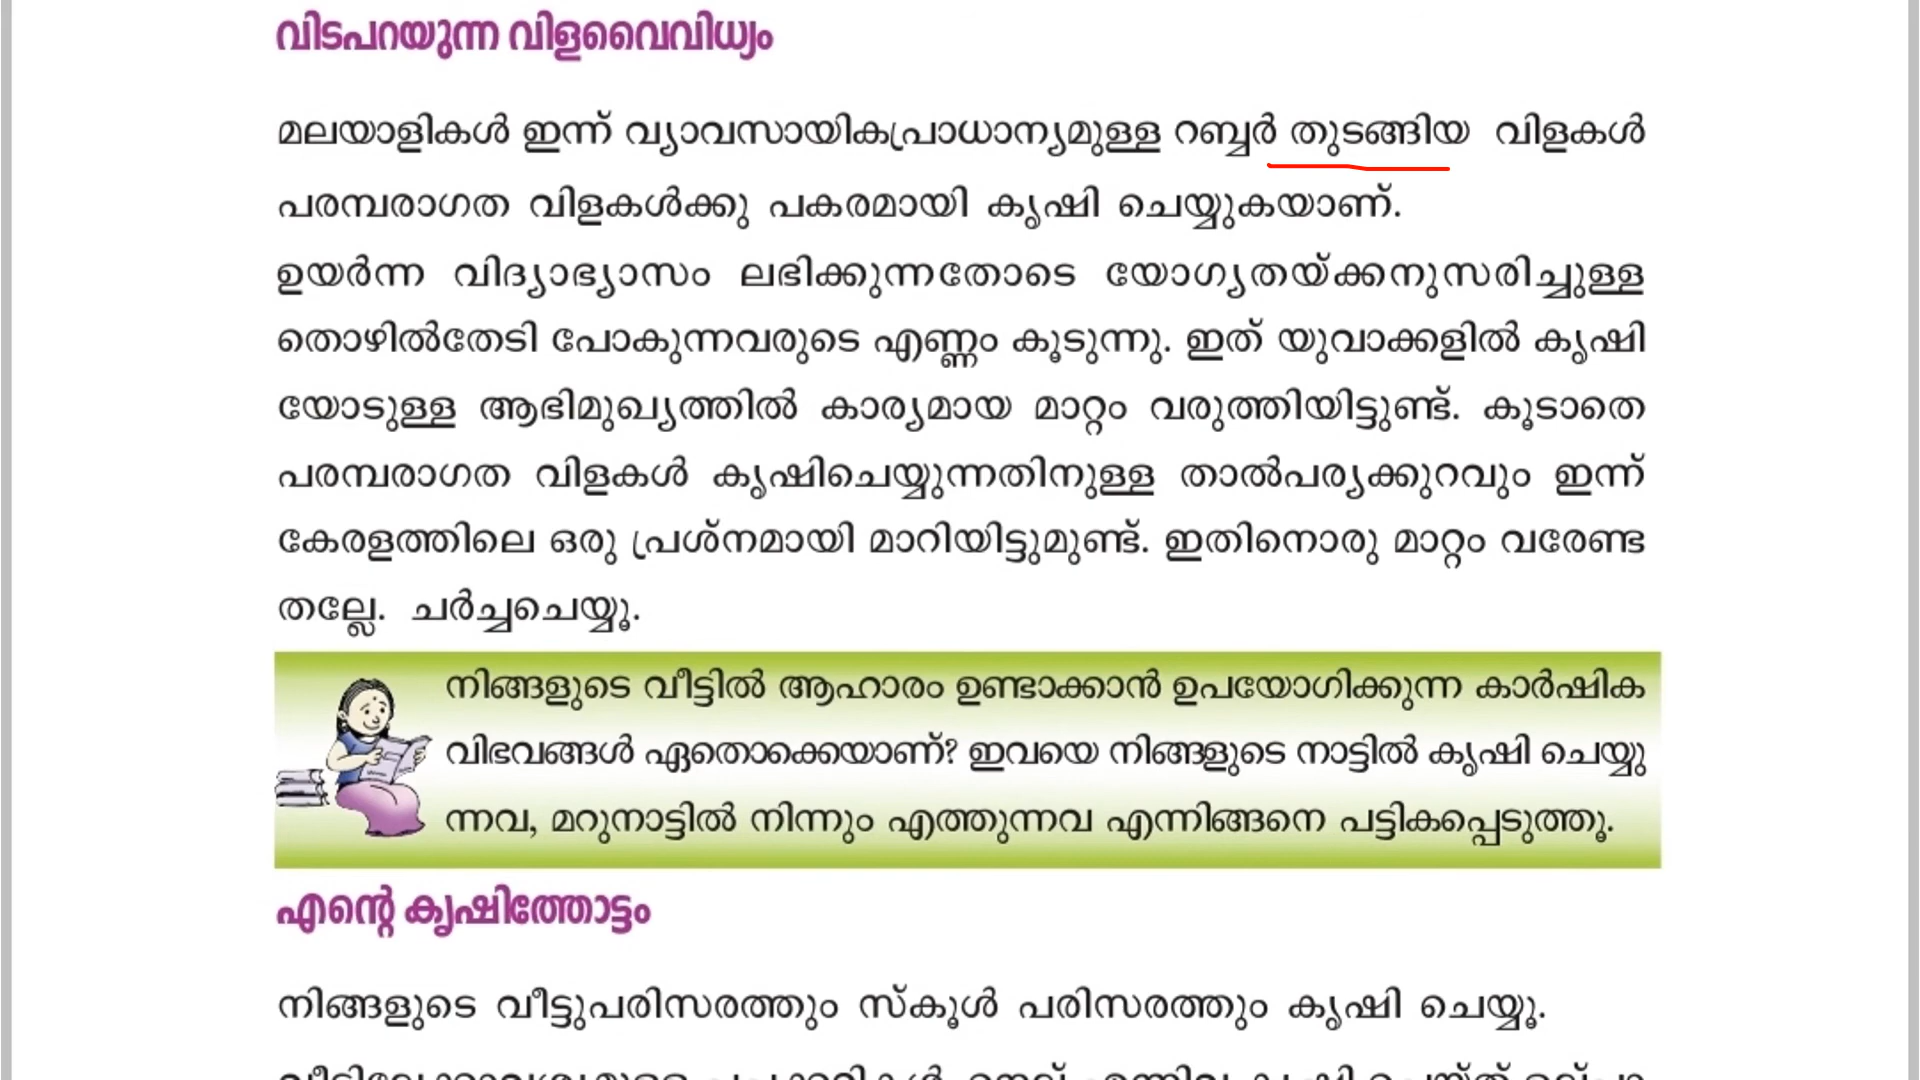 വിടപറയുന്ന വിളവൈവിധ്യം
മലയാളികൾ ഇന്ന് വ്യാവസായികപ്രാധാന്യമുള്ള റബ്ബർ തുടങ്ങിയ വിളകൾ
പരമ്പരാഗത വിളകൾക്കു പകരമായി കൃഷി ചെയ്യുകയാണ്.
ഉയർന്ന വിദ്യാഭ്യാസം ലഭിക്കുന്നതോടെ യോഗ്യതയ്ക്കനുസരിച്ചുള്ള
തൊഴിൽതേടി പോകുന്നവരുടെ എണ്ണം കൂടുന്നു. ഇത് യുവാക്കളിൽ കൃഷി
യോടുള്ള ആഭിമുഖ്യത്തിൽ കാര്യമായ മാറ്റം വരുത്തിയിട്ടുണ്ട്. കൂടാതെ
പരമ്പരാഗത വിളകൾ കൃഷിചെയ്യുന്നതിനുള്ള താൽപര്യക്കുറവും ഇന്ന്
കേരളത്തിലെ ഒരു പ്രശ്നമായി മാറിയിട്ടുമുണ്ട്. ഇതിനൊരു മാറ്റം വരേണ്ട
തല്ലേ. ചർച്ചചെയ്യൂ.
നിങ്ങളുടെ വീട്ടിൽ ആഹാരം ഉണ്ടാക്കാൻ ഉപയോഗിക്കുന്ന കാർഷിക
വിഭവങ്ങൾ ഏതൊക്കെയാണ്? ഇവയെ നിങ്ങളുടെ നാട്ടിൽ കൃഷി ചെയ്യു
ന്നവ, മറുനാട്ടിൽ നിന്നും എത്തുന്നവ എന്നിങ്ങനെ പട്ടികപ്പെടുത്തൂ.
എന്റെ കൃഷിത്തോട്ടം
നിങ്ങളുടെ വീട്ടുപരിസരത്തും സ്കൂൾ പരിസരത്തും കൃഷി ചെയ്യൂ.